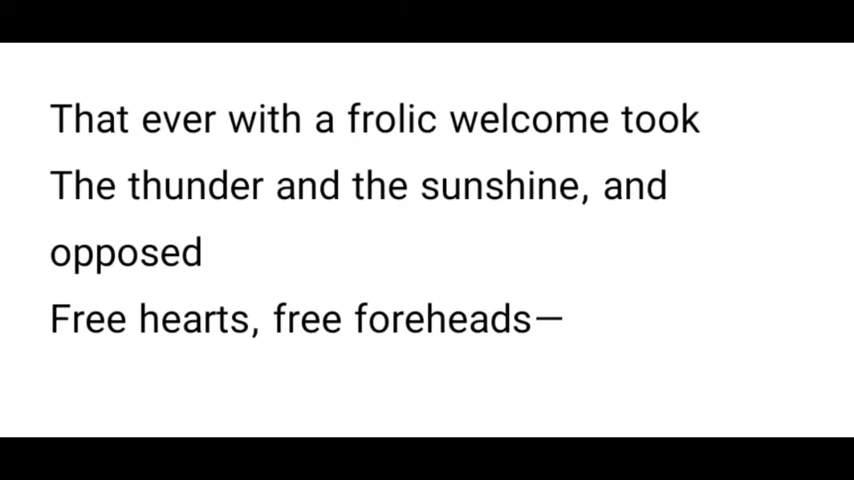 That ever with a frolic welcome took
The thunder and the sunshine, and
opposed
Free hearts, free foreheads—